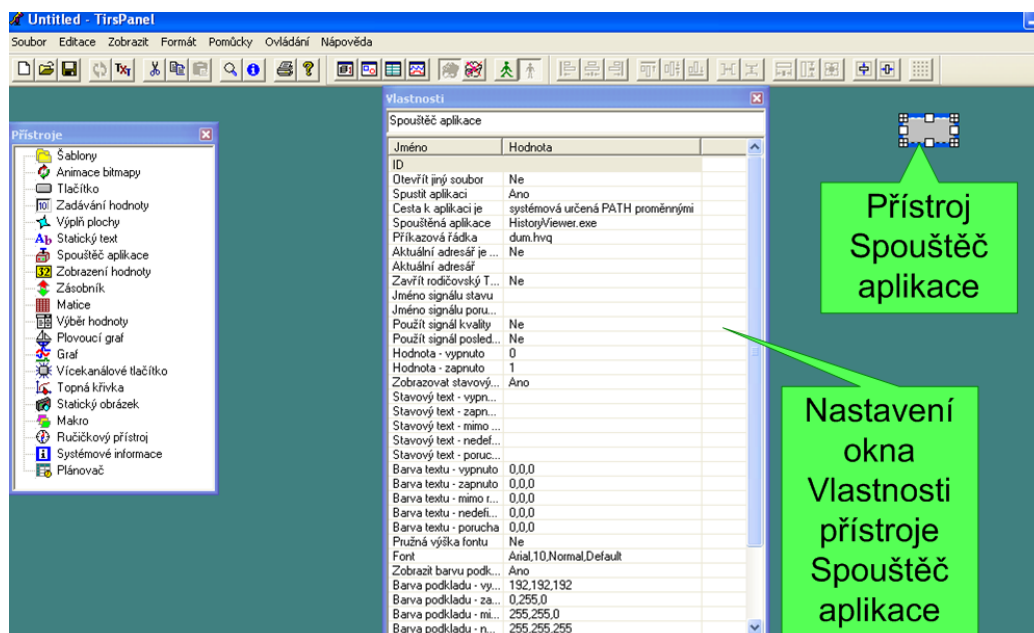 Untitled - TirsPanel
Soubor Editace Zobrazit Formát Pomůcky Ovládání Nápověda
Přístroje
Šablony
Animace bitmapy
Tlačítko
Zadávání hodnoty
Výplň plochy
Statický text
Spouštěč aplikace
Zobrazení hodnoty
Zásobník
Matice
Výběr hodnoty
Plovoucí graf
Graf
Vícekanálové tlačítko
Topná křivka
Statický obrázek
Makro
Ručičkový přístroj
Systémové informace
Plánovač
Vlastnosti
Spouštěč aplikace
Jméno Hodnota
ID
Otevřít jiný soubor Ne
Spustit aplikaci Ano
Cesta k aplikaci je systémová určená PATH proměnnými
Spouštěná aplikace HistoryViewer.exe
Příkazová řádka dum.hvq
Aktuální adresář je ... Ne
Aktuální adresář
Zavřít rodičovský T... Ne
Jméno signálu stavu
Jméno signálu poru...
Použít signál kvality Ne
Použít signál posled... Ne
Hodnota - vypnuto 0
Hodnota - zapnuto 1
Zobrazovat stavový... Ano
Stavový text - vypn...
Stavový text - zapn...
Stavový text - mimo ...
Stavový text - nedef...
Stavový text - poruc...
Barva textu - vypnuto 0,0,0
Barva textu - zapnuto 0,0,0
Barva textu - mimo r... 0,0,0
Barva textu - nedefi... 0,0,0
Barva textu - porucha 0,0,0
Pružná výška fontu Ne
Font Arial,10,Normal,Default
Zobrazit barvu podk... Ano
Barva podkladu - vy... 192,192,192
Barva podkladu - za... 0,255,0
Barva podkladu - mi... 255,255,0
Barva podkladu - n... 255,255,255
Přístroj
Spouštěč
aplikace
Nastavení
okna
Vlastnosti
přístroje
Spouštěč
aplikace